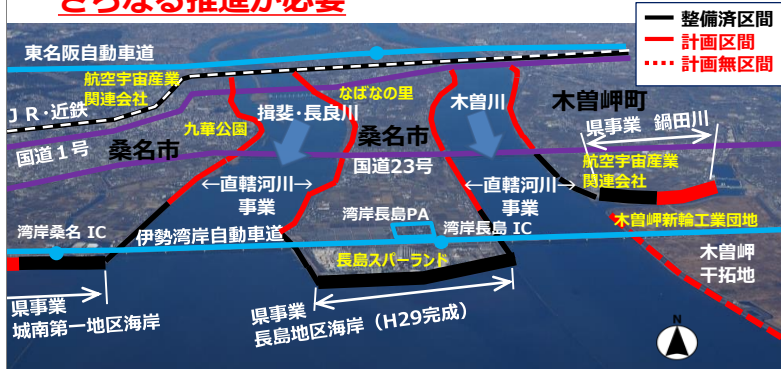 さらなる推進が必要
整備済区間
計画区間
計画無区間
東名阪自動車道
航空宇宙産業
関連会社
なばなの里
JR・近鉄
揖斐・長良川
木曽川
木曽岬町
九華公園
県事業 鍋田川
国道1号
桑名市
桑名市
国道23号
航空宇宙産業
関連会社
←直轄河川→
事業
←直轄河川→
事業
湾岸桑名 IC
伊勢湾岸自動車道
湾岸長島PA
湾岸長島 IC
木曽岬新輪工業団地
長島スパーランド
木曽岬
干拓地
県事業
城南第一地区海岸
県事業
長島地区海岸（H29完成）
N